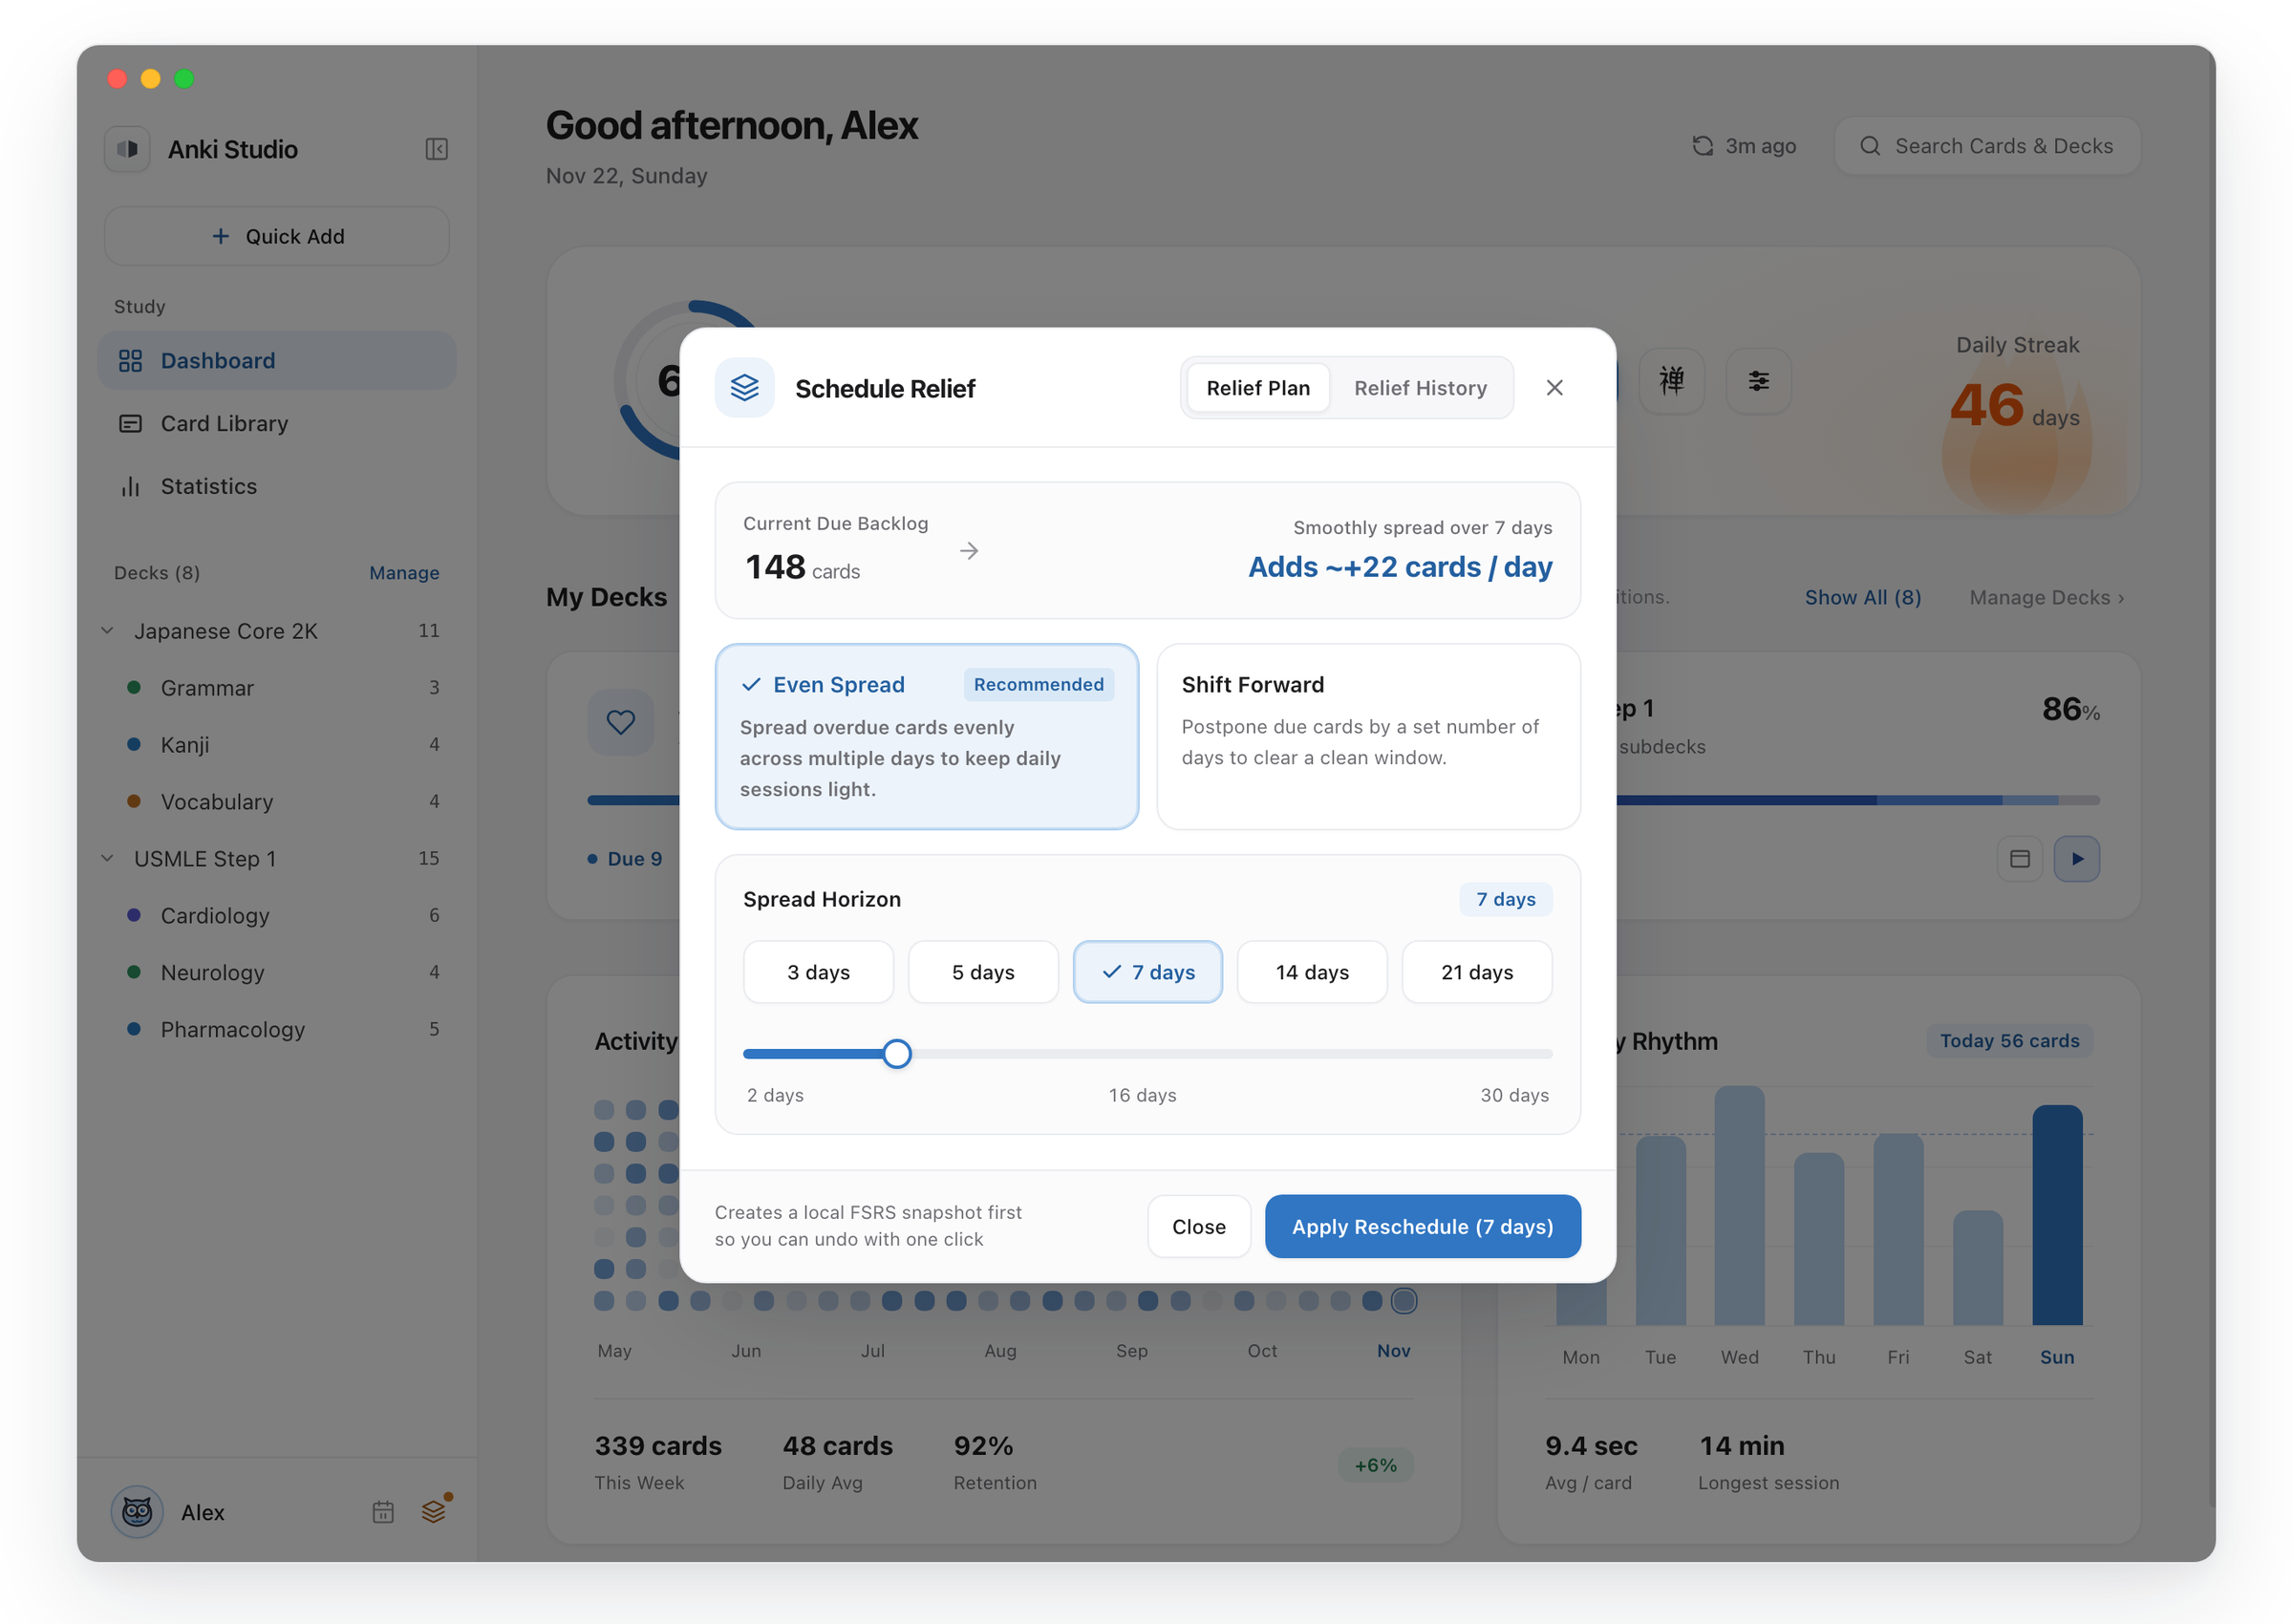 Anki Studio
Quick Add
Study
Dashboard
Card Library
Statistics
Decks (8)
Manage
Japanese Core 2K
11
Grammar
3
Kanji
4
Vocabulary
4
USMLE Step 1
15
Cardiology
6
Neurology
4
Pharmacology
5
Alex
Good afternoon, Alex
Nov 22, Sunday
3m ago
Search Cards & Decks
6
禅
Daily Streak
46 days
My Decks
itions.
Show All (8)
Manage Decks ›
Due 9
ep 1
86%
subdecks
Schedule Relief
Relief Plan
Relief History
Current Due Backlog
148 cards
Smoothly spread over 7 days
Adds ~+22 cards / day
Even Spread
Recommended
Spread overdue cards evenly
across multiple days to keep daily
sessions light.
Shift Forward
Postpone due cards by a set number of
days to clear a clean window.
Spread Horizon
7 days
3 days
5 days
7 days
14 days
21 days
2 days
16 days
30 days
Creates a local FSRS snapshot first
so you can undo with one click
Close
Apply Reschedule (7 days)
Activity
May
Jun
Jul
Aug
Sep
Oct
Nov
339 cards
This Week
48 cards
Daily Avg
92%
Retention
+6%
y Rhythm
Today 56 cards
Mon
Tue
Wed
Thu
Fri
Sat
Sun
9.4 sec
Avg / card
14 min
Longest session